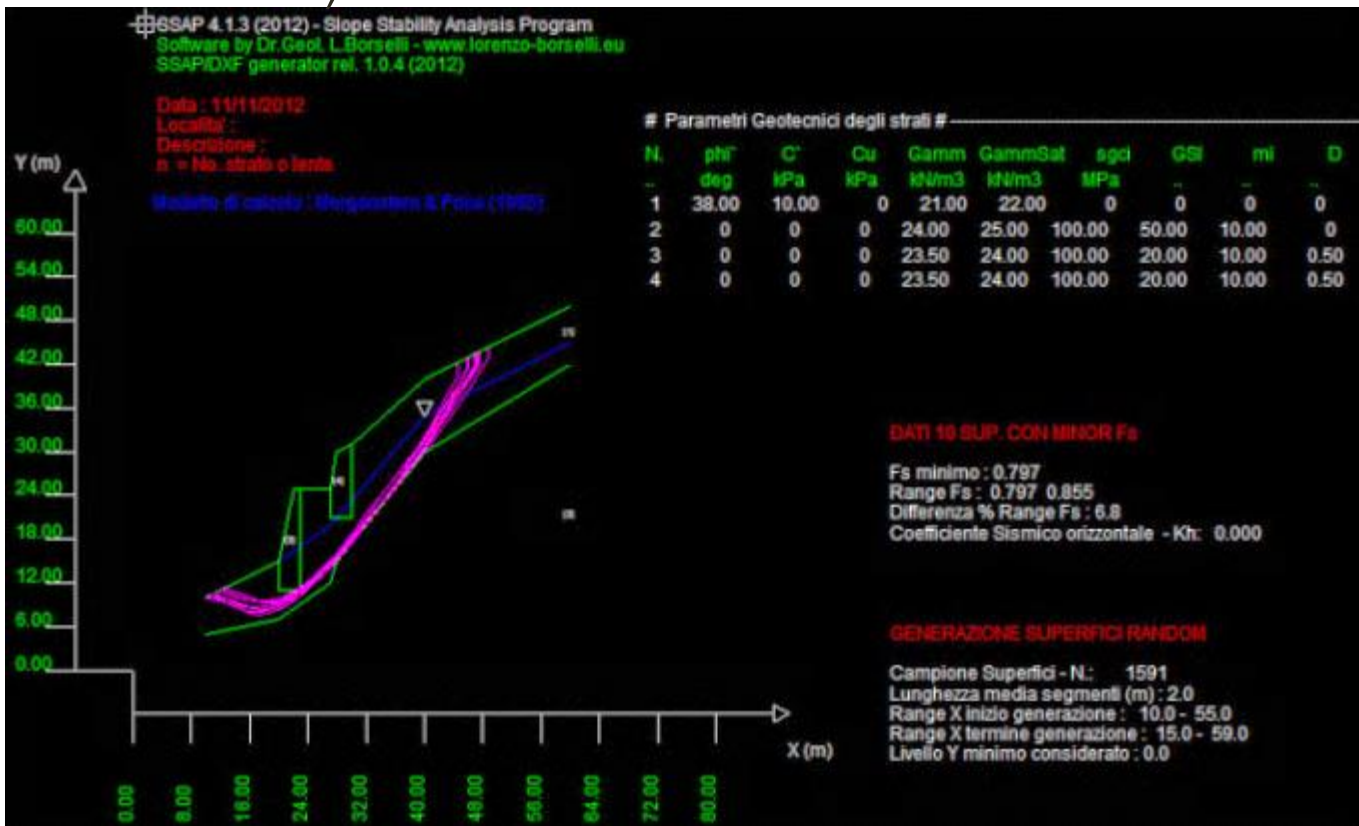 SSAP 4.1.3 (2012) - Slope Stability Analysis Program
Software by Dr.Geol. L.Borselli - www.lorenzo-borselli.eu
SSAP/DXF generator rel. 1.0.4 (2012)
Data : 11/11/2012
Localita' :
Descrizione :
n = No. strato o lente
Modello di calcolo : Morgenstern & Price (1965)
# Parametri Geotecnici degli strati #
N. phi` C` Cu Gamm GammSat sgci GSI mi D
.. deg kPa kPa kN/m3 kN/m3 MPa .. .. ..
1 38.00 10.00 0 21.00 22.00 0 0 0 0
2 0 0 0 24.00 25.00 100.00 50.00 10.00 0
3 0 0 0 23.50 24.00 100.00 20.00 10.00 0.50
4 0 0 0 23.50 24.00 100.00 20.00 10.00 0.50
Y (m)
60.00
54.00
48.00
42.00
36.00
30.00
24.00
18.00
12.00
6.00
0.00
DATI 10 SUP. CON MINOR Fs
Fs minimo : 0.797
Range Fs : 0.797 0.855
Differenza % Range Fs : 6.8
Coefficiente Sismico orizzontale - Kh: 0.000
GENERAZIONE SUPERFICI RANDOM
Campione Superfici - N.: 1591
Lunghezza media segmenti (m) : 2.0
Range X inizio generazione : 10.0 - 55.0
Range X termine generazione : 15.0 - 59.0
Livello Y minimo considerato : 0.0
X (m)
0.00 8.00 16.00 24.00 32.00 40.00 48.00 56.00 64.00 72.00 80.00